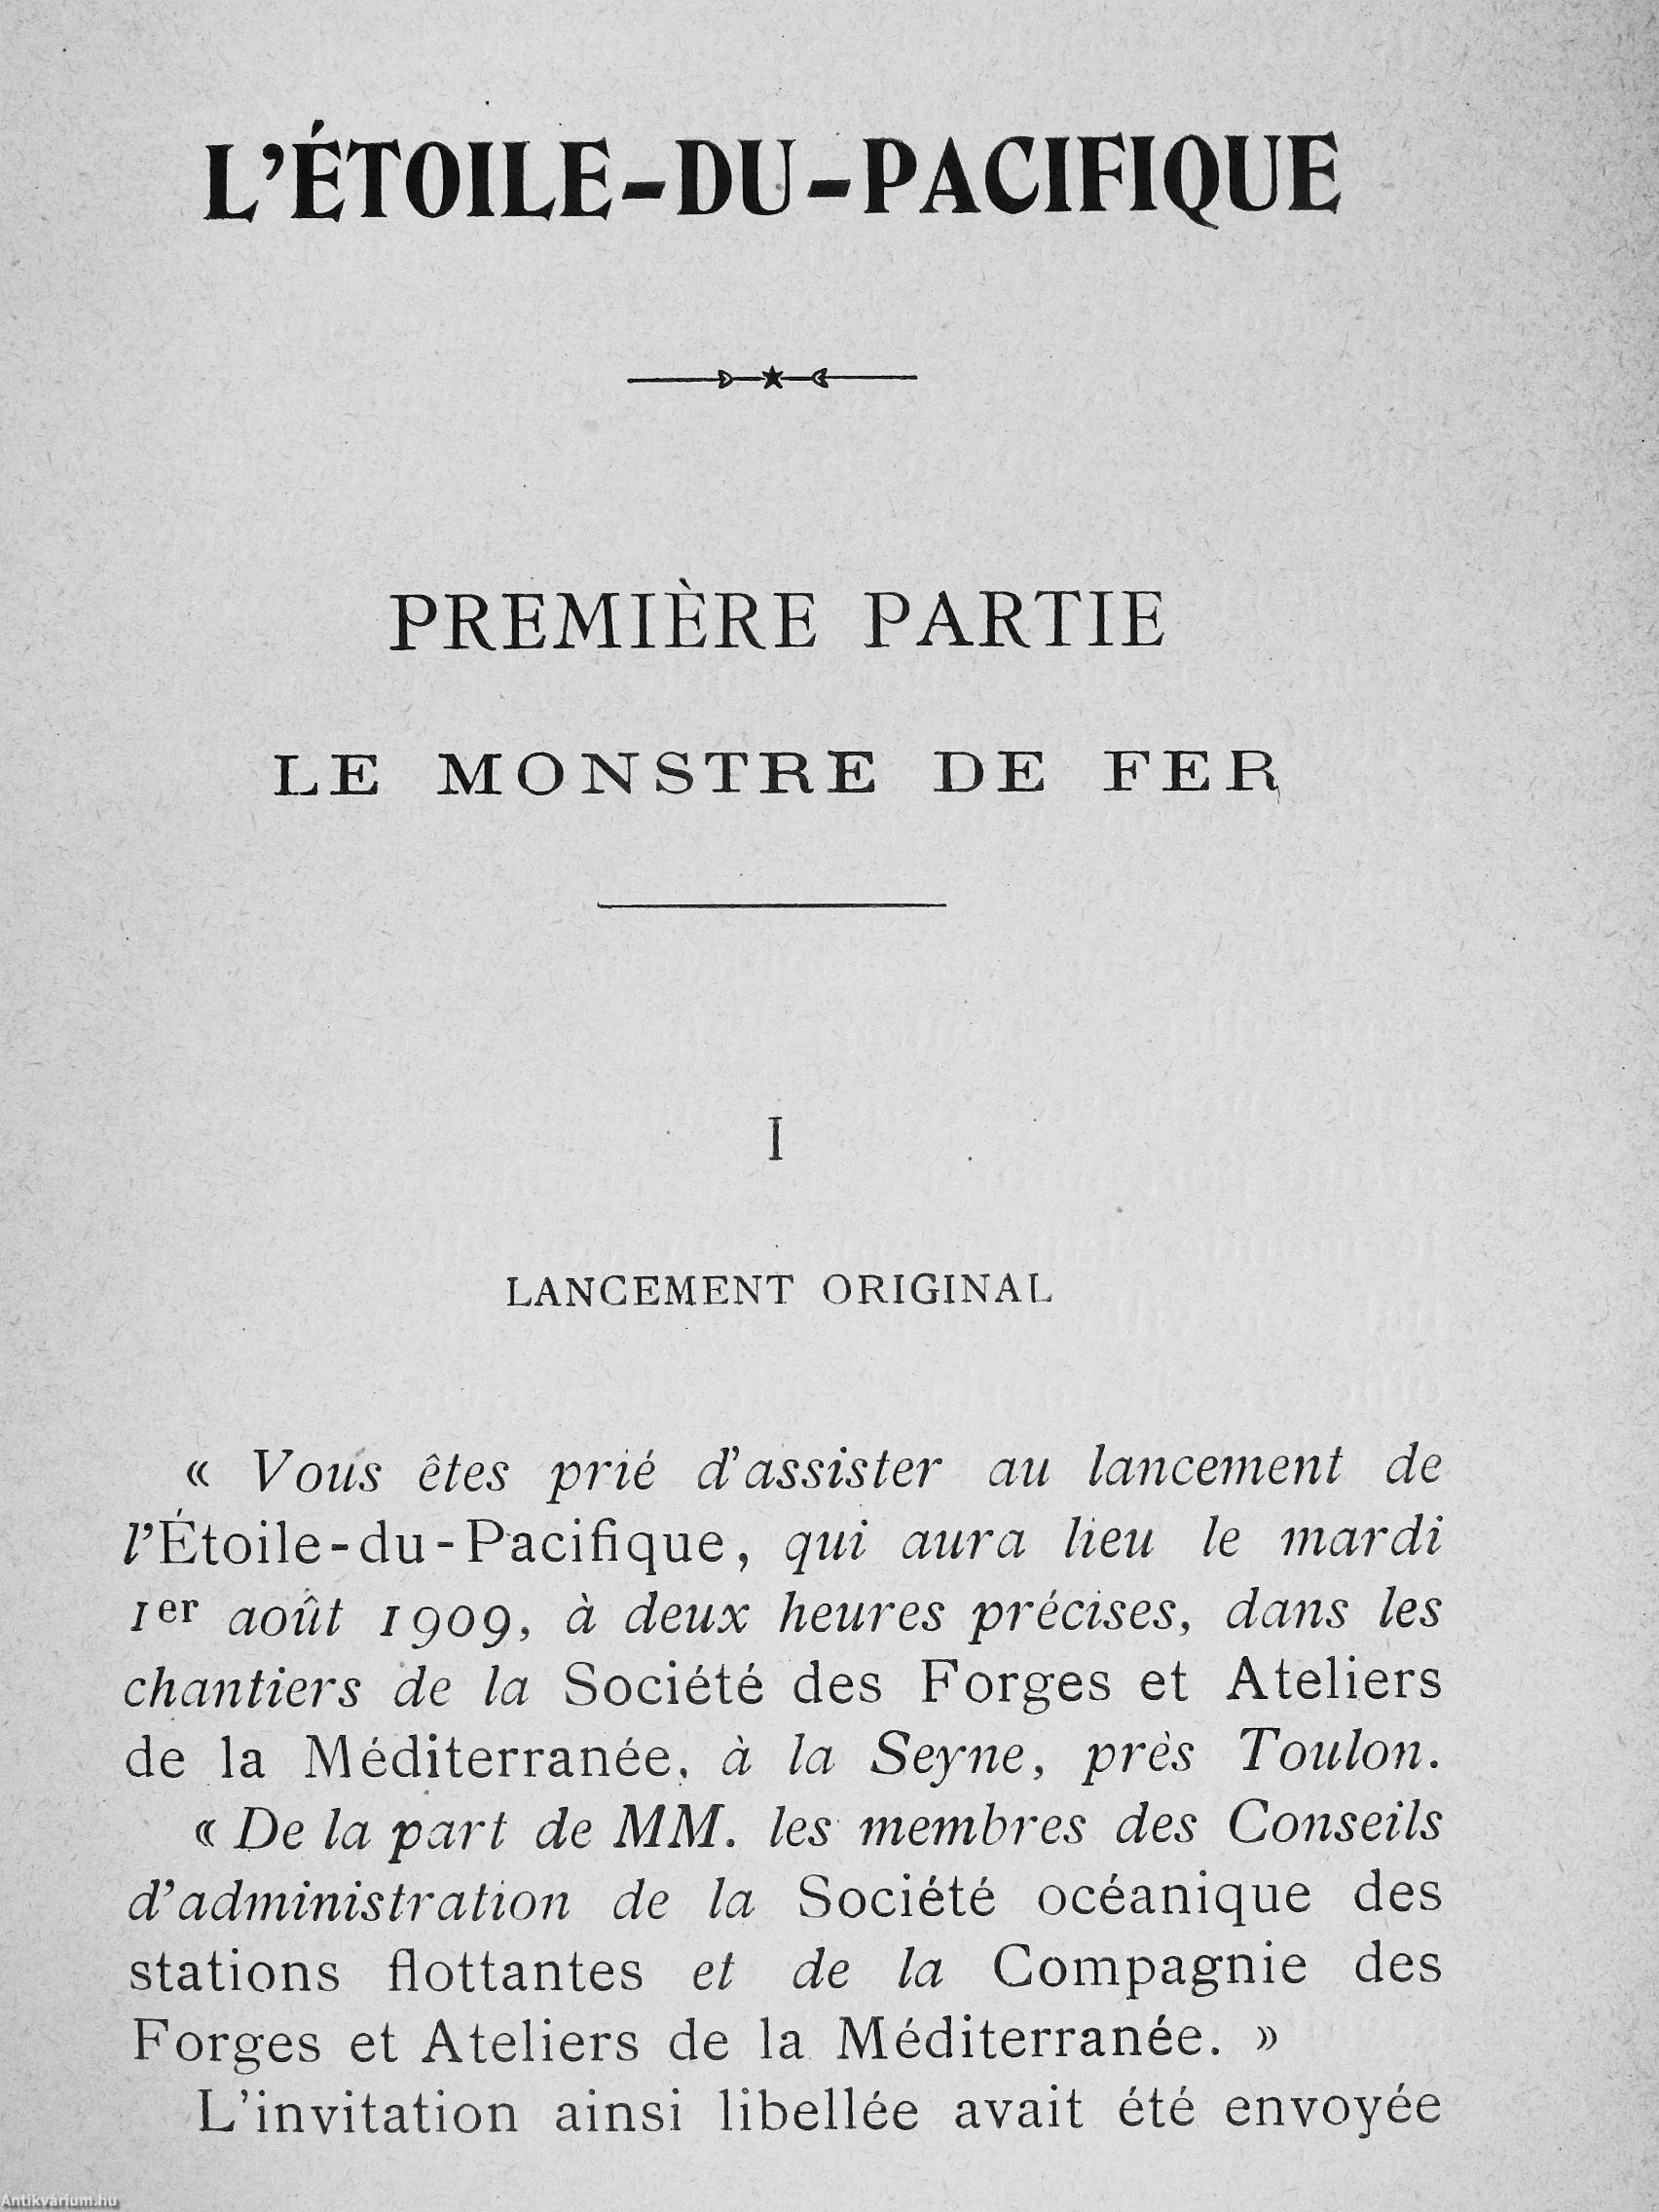 L'ÉTOILE-DU-PACIFIQUE
PREMIÈRE PARTIE
LE MONSTRE DE FER
I
LANCEMENT ORIGINAL
« Vous êtes prié d'assister au lancement de
l'Étoile-du-Pacifique, qui aura lieu le mardi
1er août 1909, à deux heures précises, dans les
chantiers de la Société des Forges et Ateliers
de la Méditerranée, à la Seyne, près Toulon.
« De la part de MM. les membres des Conseils
d'administration de la Société océanique des
stations flottantes et de la Compagnie des
Forges et Ateliers de la Méditerranée. »
L'invitation ainsi libellée avait été envoyée
Antikvárium.hu